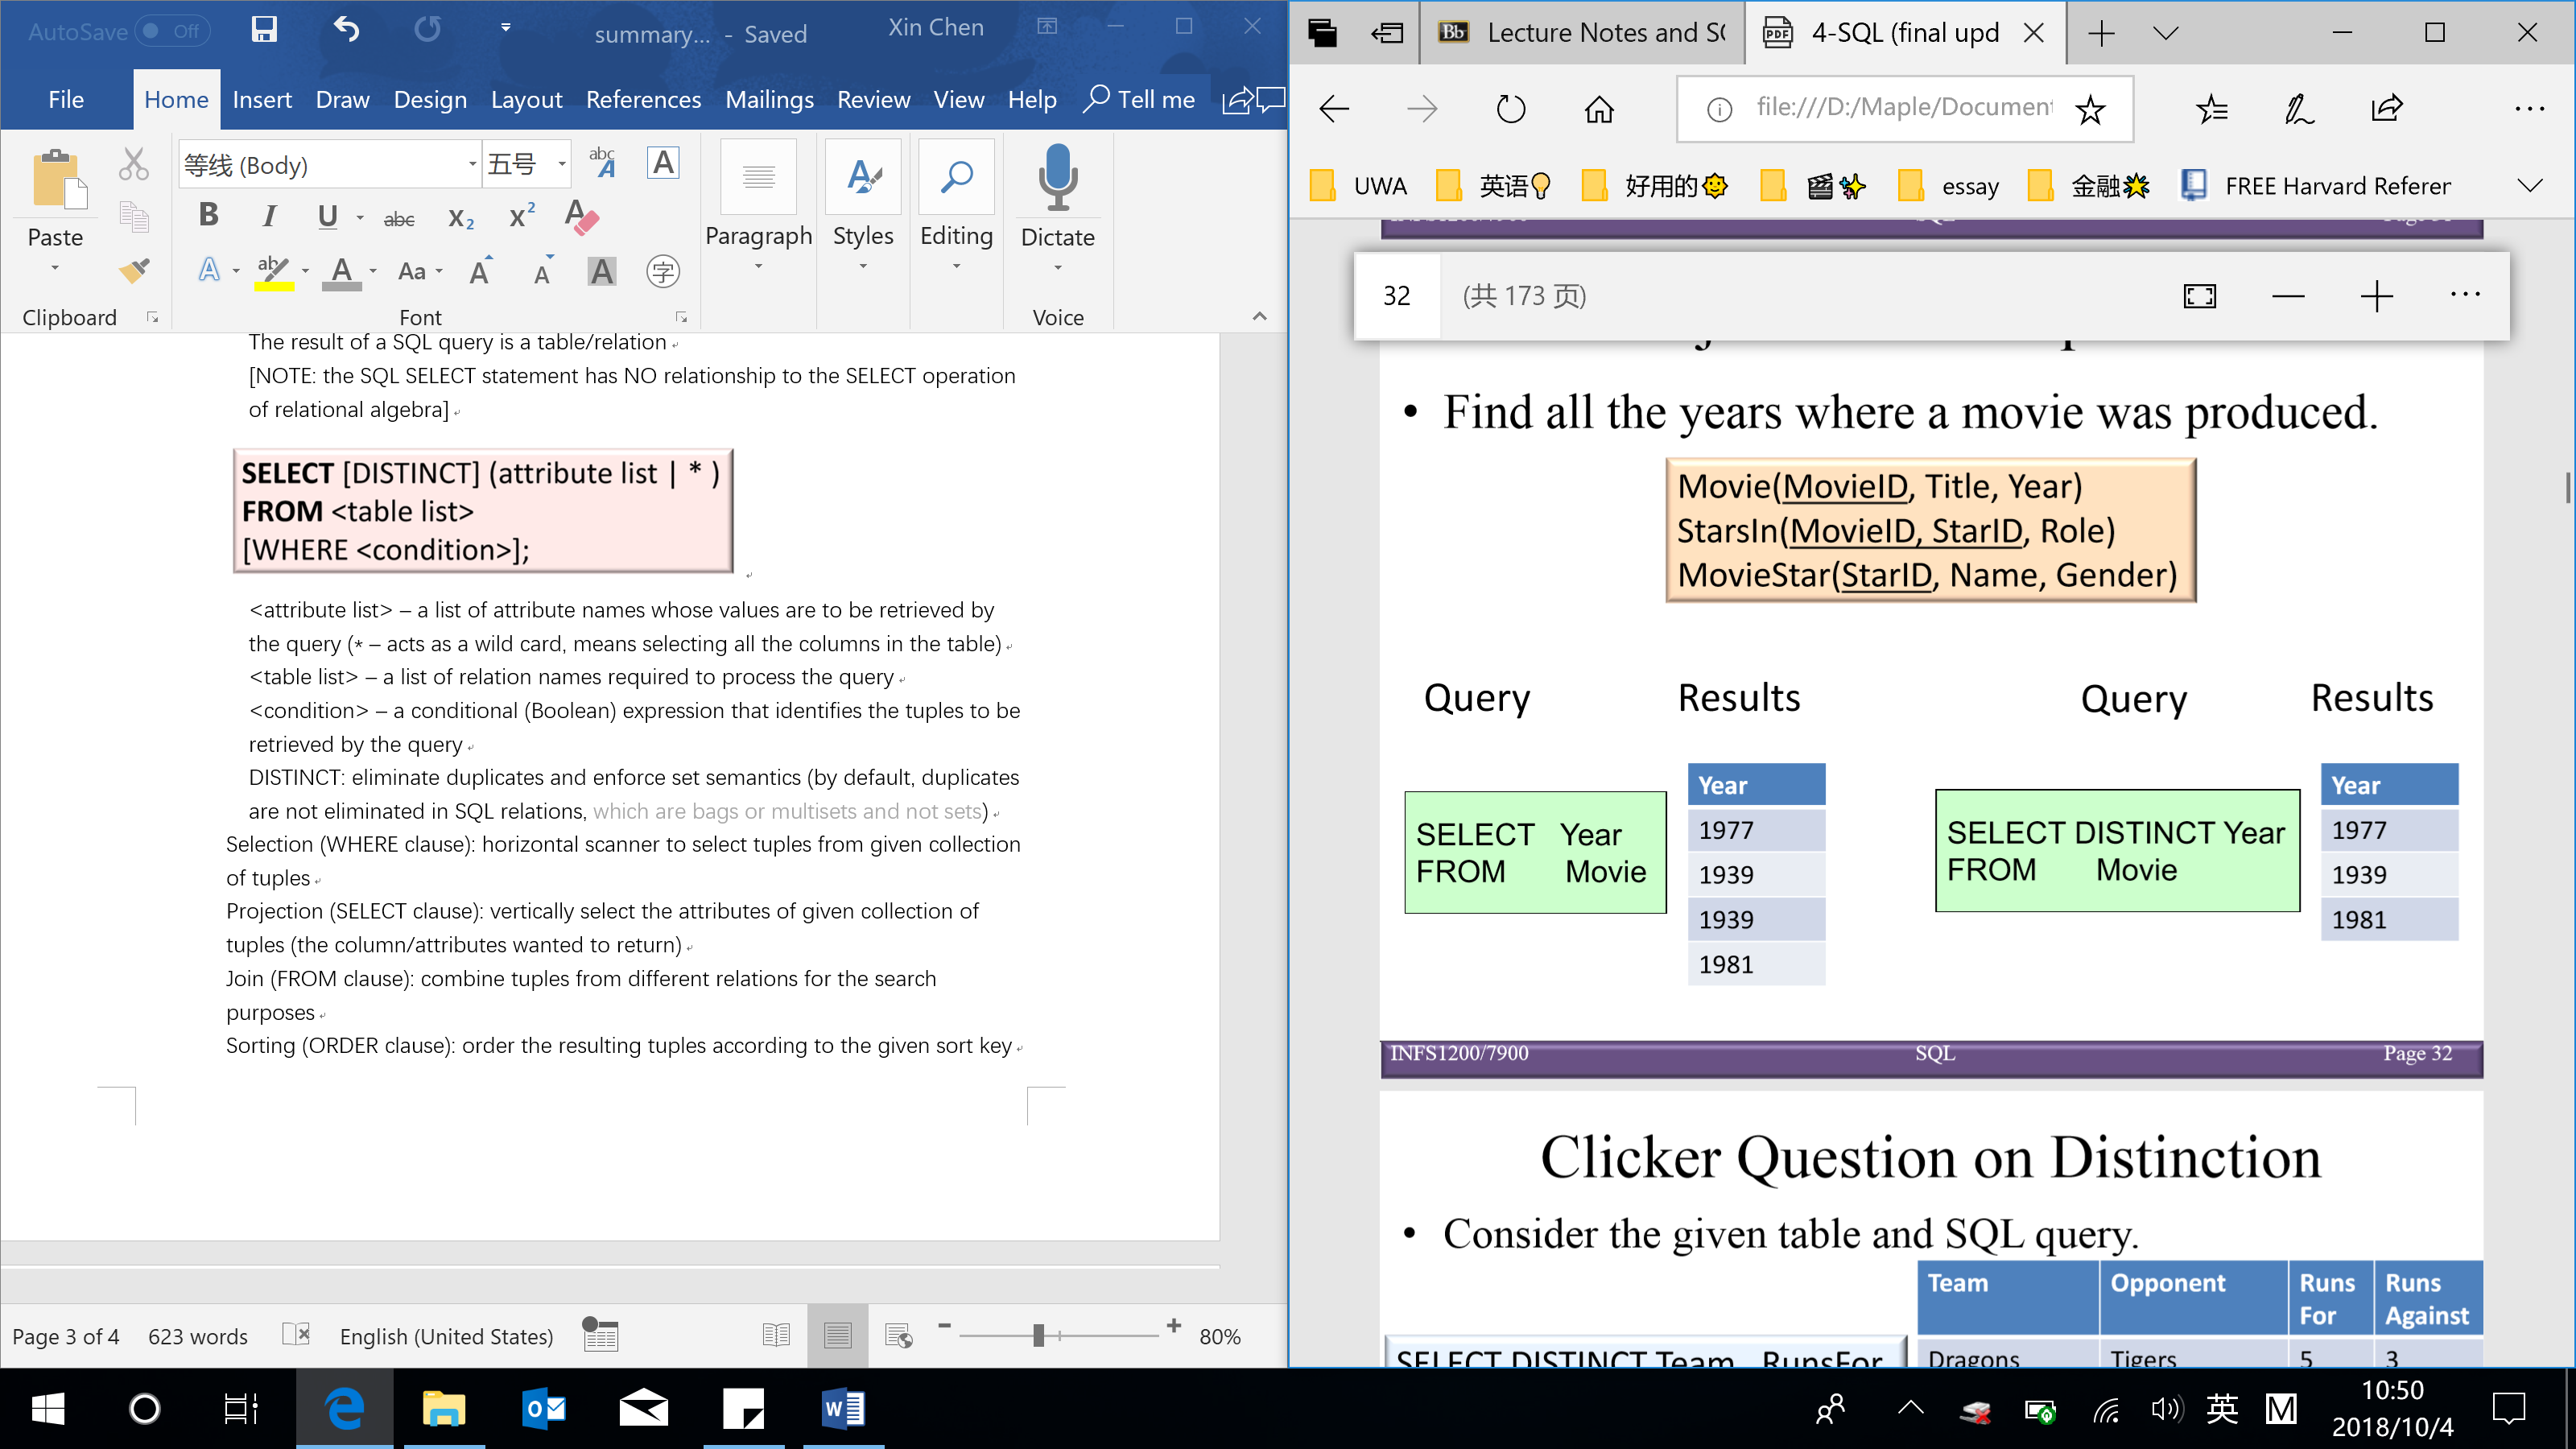 AutoSave Off
summary... - Saved
Xin Chen
File Home Insert Draw Design Layout References Mailings Review View Help Tell me
等线 (Body) 五号
Paste
Paragraph Styles Editing Dictate
Clipboard Font Voice
The result of a SQL query is a table/relation
[NOTE: the SQL SELECT statement has NO relationship to the SELECT operation
of relational algebra]
SELECT [DISTINCT] (attribute list | * )
FROM <table list>
[WHERE <condition>];
<attribute list> – a list of attribute names whose values are to be retrieved by
the query (* – acts as a wild card, means selecting all the columns in the table)
<table list> – a list of relation names required to process the query
<condition> – a conditional (Boolean) expression that identifies the tuples to be
retrieved by the query
DISTINCT: eliminate duplicates and enforce set semantics (by default, duplicates
are not eliminated in SQL relations, which are bags or multisets and not sets)
Selection (WHERE clause): horizontal scanner to select tuples from given collection
of tuples
Projection (SELECT clause): vertically select the attributes of given collection of
tuples (the column/attributes wanted to return)
Join (FROM clause): combine tuples from different relations for the search
purposes
Sorting (ORDER clause): order the resulting tuples according to the given sort key
Page 3 of 4 623 words English (United States) 80%
Lecture Notes and SQ
4-SQL (final upd
file:///D:/Maple/Document
UWA 英语 好用的 essay 金融 FREE Harvard Referer
32 (共 173 页)
• Find all the years where a movie was produced.
Movie(MovieID, Title, Year)
StarsIn(MovieID, StarID, Role)
MovieStar(StarID, Name, Gender)
Query Results Query Results
SELECT Year
FROM Movie
Year
1977
1939
1939
1981
SELECT DISTINCT Year
FROM Movie
Year
1977
1939
1981
INFS1200/7900 SQL Page 32
Clicker Question on Distinction
• Consider the given table and SQL query.
Team Opponent Runs For Runs Against
Dragons Tigers 5 3
SELECT DISTINCT Team, RunsFor
英
10:50
2018/10/4